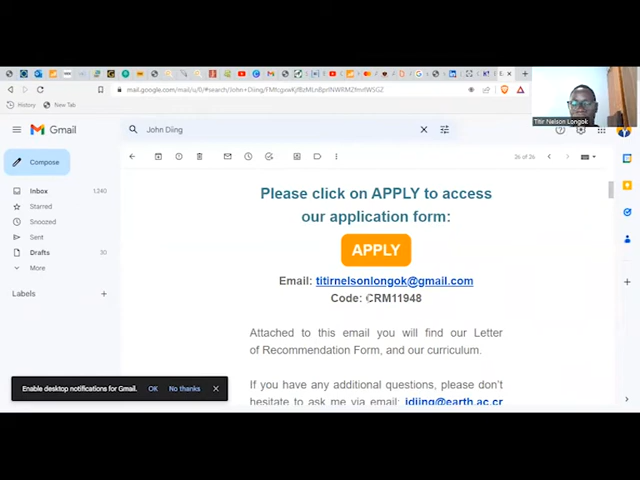 mail.google.com/mail/u/0/#search/John+Diing/
History
New Tab
Gmail
John Diing
Titir Nelson Longok
Compose
26 of 26
Inbox 1,240
Starred
Snoozed
Sent
Drafts 30
More
Labels
Please click on APPLY to access
our application form:
APPLY
Email: titirnelsonlongok@gmail.com
Code: CRM11948
Attached to this email you will find our Letter
of Recommendation Form, and our curriculum.
Enable desktop notifications for Gmail. OK No thanks
If you have any additional questions, please don't
hesitate to ask me via email: jdiing@earth.ac.cr